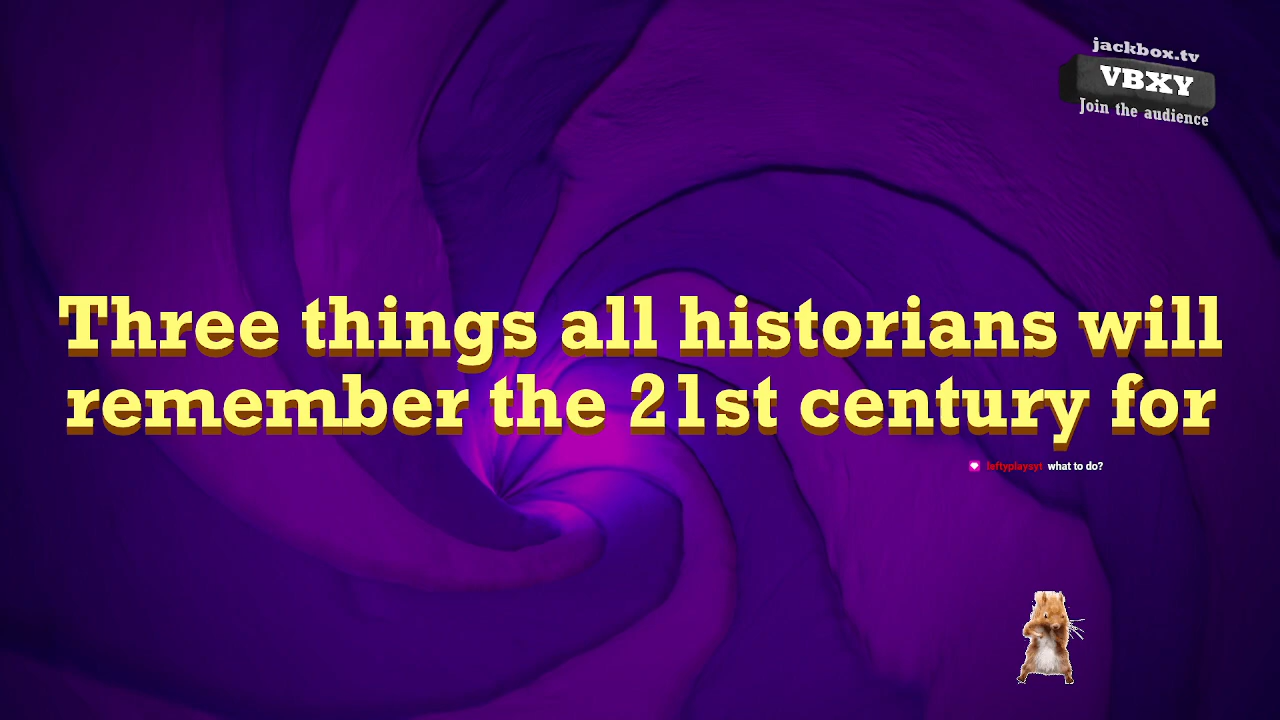 jackbox.tv
VBXY
Join the audience
Three things all historians will
remember the 21st century for
leftyplaysyt what to do?